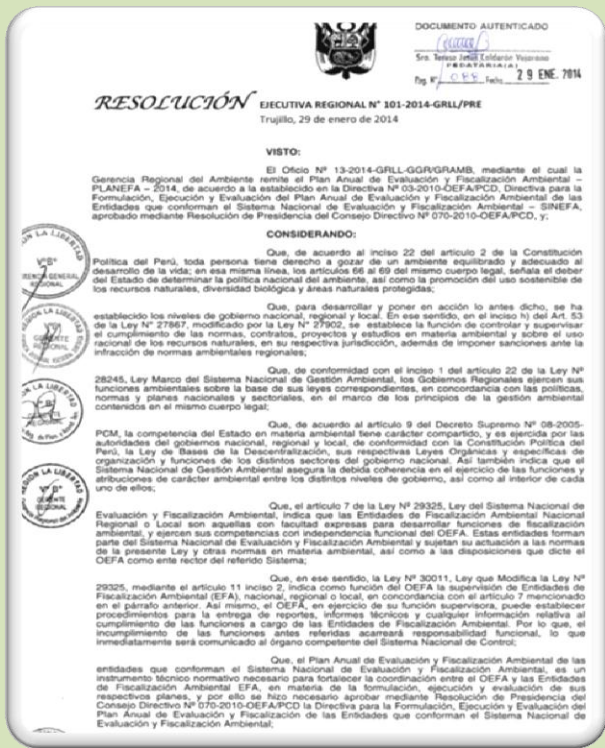 DOCUMENTO AUTENTICADO
29 ENE. 2014
RESOLUCIÓN EJECUTIVA REGIONAL N° 101-2014-GRLL/PRE
Trujillo, 29 de enero de 2014
VISTO:
El Oficio Nº 13-2014-GRLL-GGR/GRAMB, mediante el cual la
Gerencia Regional del Ambiente remite el Plan Anual de Evaluación y Fiscalización Ambiental –
PLANEFA – 2014, de acuerdo a la establecido en la Directiva Nº 03-2010-OEFA/PCD, Directiva para la
Formulación, Ejecución y Evaluación del Plan Anual de Evaluación y Fiscalización Ambiental de las
Entidades que conforman el Sistema Nacional de Evaluación y Fiscalización Ambiental – SINEFA,
aprobado mediante Resolución de Presidencia del Consejo Directivo Nº 070-2010-OEFA/PCD, y;
CONSIDERANDO:
Que, de acuerdo al inciso 22 del artículo 2 de la Constitución
Política del Perú, toda persona tiene derecho a gozar de un ambiente equilibrado y adecuado al
desarrollo de la vida; en esa misma línea, los artículos 66 al 69 del mismo cuerpo legal, señala el deber
del Estado de determinar la política nacional del ambiente, así como la promoción del uso sostenible de
los recursos naturales, diversidad biológica y áreas naturales protegidas;
Que, para desarrollar y poner en acción lo antes dicho, se ha
establecido los niveles de gobierno nacional, regional y local. En ese sentido, en el inciso h) del Art. 53
de la Ley N° 27867, modificado por la Ley N° 27902, se establece la función de controlar y supervisar
el cumplimiento de las normas, contratos, proyectos y estudios en materia ambiental y sobre el uso
racional de los recursos naturales, en su respectiva jurisdicción, además de imponer sanciones ante la
infracción de normas ambientales regionales;
Que, de conformidad con el inciso 1 del artículo 22 de la Ley Nº
28245, Ley Marco del Sistema Nacional de Gestión Ambiental, los Gobiernos Regionales ejercen sus
funciones ambientales sobre la base de sus leyes correspondientes, en concordancia con las políticas,
normas y planes nacionales y sectoriales, en el marco de los principios de la gestión ambiental
contenidos en el mismo cuerpo legal;
Que, de acuerdo al artículo 9 del Decreto Supremo Nº 08-2005-
PCM, la competencia del Estado en materia ambiental tiene carácter compartido, y es ejercida por las
autoridades del gobiernos nacional, regional y local, de conformidad con la Constitución Política del
Perú, la Ley de Bases de la Descentralización, sus respectivas Leyes Orgánicas y específicas de
organización y funciones de los distintos sectores del gobierno nacional. Así también indica que el
Sistema Nacional de Gestión Ambiental asegura la debida coherencia en el ejercicio de las funciones y
atribuciones de carácter ambiental entre los distintos niveles de gobierno, así como al interior de cada
uno de ellos;
Que, el artículo 7 de la Ley Nº 29325, Ley del Sistema Nacional de
Evaluación y Fiscalización Ambiental, indica que las Entidades de Fiscalización Ambiental Nacional
Regional o Local son aquellas con facultad expresas para desarrollar funciones de fiscalización
ambiental, y ejercen sus competencias con independencia funcional del OEFA. Estas entidades forman
parte del Sistema Nacional de Evaluación y Fiscalización Ambiental y sujetan su actuación a las normas
de la presente Ley y otras normas en materia ambiental, así como a las disposiciones que dicte el
OEFA como ente rector del referido Sistema;
Que, en ese sentido, la Ley Nº 30011, Ley que Modifica la Ley Nº
29325, mediante el artículo 11 inciso 2, indica como función del OEFA la supervisión de Entidades de
Fiscalización Ambiental (EFA), nacional, regional o local, en concordancia con el artículo 7 mencionado
en el párrafo anterior. Así mismo, el OEFA, en ejercicio de su función supervisora, puede establecer
procedimientos para la entrega de reportes, informes técnicos y cualquier información relativa al
cumplimiento de las funciones a cargo de las Entidades de Fiscalización Ambiental. Por lo que, el
incumplimiento de las funciones antes referidas acarreará responsabilidad funcional, lo que
inmediatamente será comunicado al órgano competente del Sistema Nacional de Control;
Que, el Plan Anual de Evaluación y Fiscalización Ambiental de las
entidades que conforman el Sistema Nacional de Evaluación y Fiscalización Ambiental, es un
instrumento técnico normativo necesario para fortalecer la coordinación entre el OEFA y las Entidades
de Fiscalización Ambiental EFA, en materia de la formulación, ejecución y evaluación de sus
respectivos planes, y por ello se hizo necesario aprobar mediante Resolución de Presidencia del
Consejo Directivo Nº 070-2010-OEFA/PCD la Directiva para la Formulación, Ejecución y Evaluación del
Plan Anual de Evaluación y Fiscalización de las Entidades que conforman el Sistema Nacional de
Evaluación y Fiscalización Ambiental;